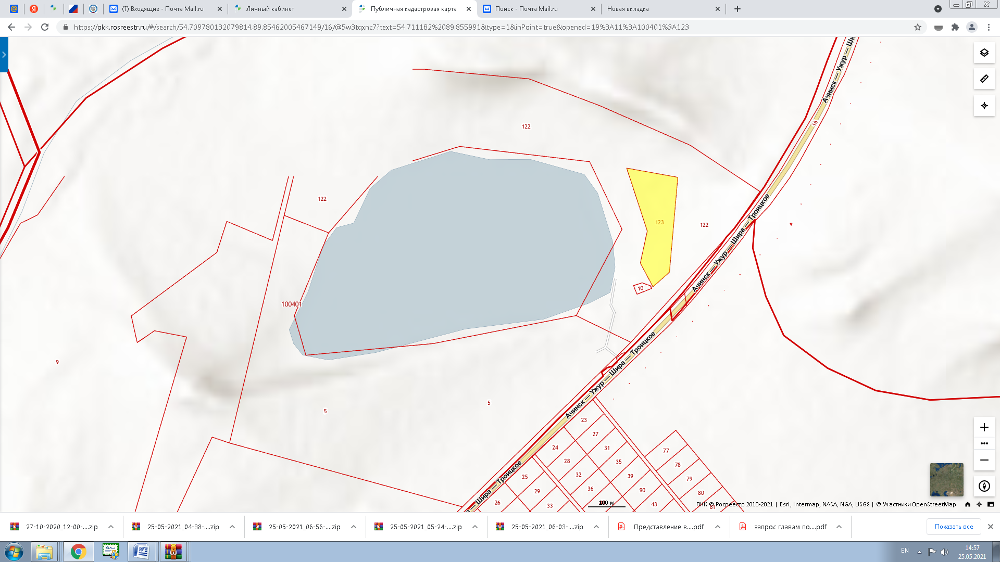 (7) Входящие - Почта Mail.ru
Личный кабинет
Публичная кадастровая карта
Поиск - Почта Mail.ru
Новая вкладка
https://pkk.rosreestr.ru/#/search/54.709780132079814,89.85462005467149/16/@5w3tqxnc7?text=54.711182%2089.855991&type=1&inPoint=true&opened=19%3A11%3A100401%3A123
Ачинск — Ужур — Ши
16
122
122
123
122
Ачинск — Ужур — Шира — Троицкое
10
100401
9
5
5
Ачинск — Ужур — Шира — Троицкое
23
27
24
31
77
28
35
78
25
32
39
79
29
36
90
80
26
33
43
81
Шира — Троицкое
100 м
ПКК © Росреестр 2010-2021 | Esri, Intermap, NASA, NGA, USGS | © Участники OpenStreetMap
27-10-2020_12-00-....zip
25-05-2021_04-38-....zip
25-05-2021_06-56-....zip
25-05-2021_05-24-....zip
25-05-2021_06-03-....zip
Представление в....pdf
запрос главам по....pdf
Показать все
EN
14:57
25.05.2021